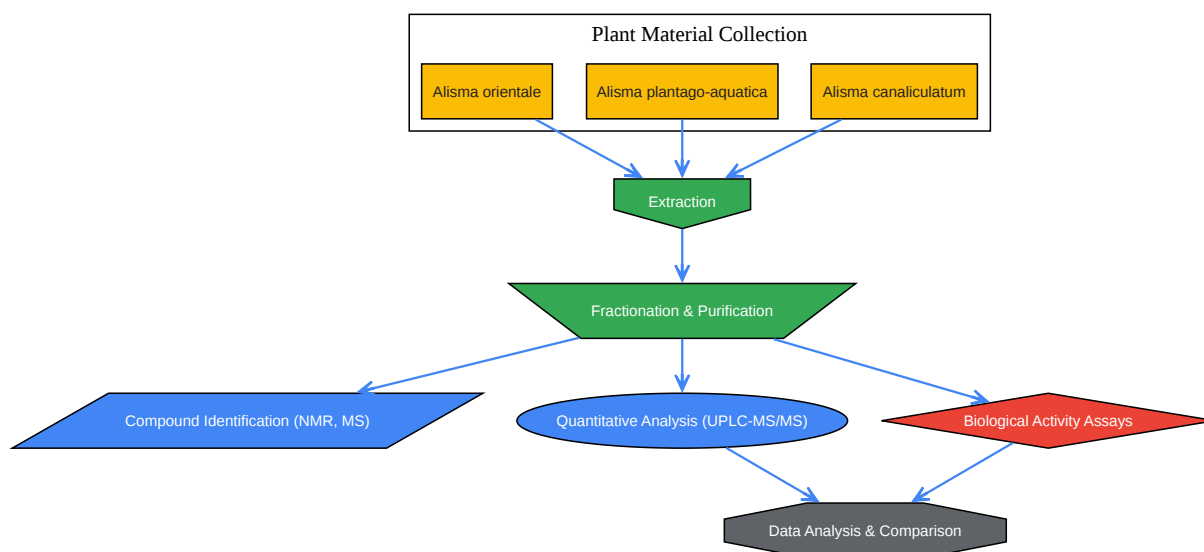 Plant Material Collection
Alisma orientale
Alisma plantago-aquatica
Alisma canaliculatum
Extraction
Fractionation & Purification
Compound Identification (NMR, MS)
Quantitative Analysis (UPLC-MS/MS)
Biological Activity Assays
Data Analysis & Comparison